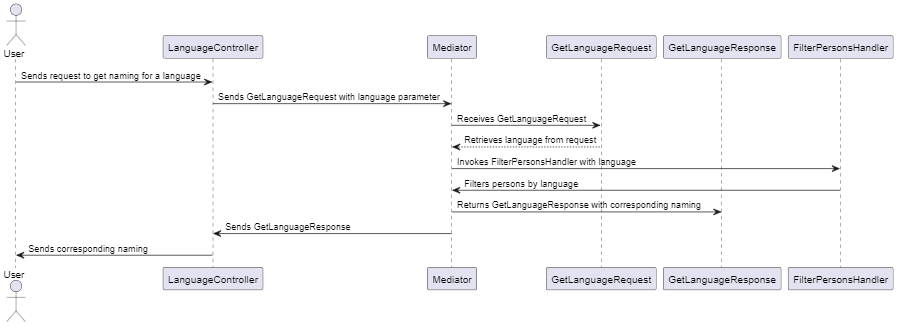 User
LanguageController
Mediator
GetLanguageRequest
GetLanguageResponse
FilterPersonsHandler
Sends request to get naming for a language
Sends GetLanguageRequest with language parameter
Receives GetLanguageRequest
Retrieves language from request
Invokes FilterPersonsHandler with language
Filters persons by language
Returns GetLanguageResponse with corresponding naming
Sends GetLanguageResponse
Sends corresponding naming
User
LanguageController
Mediator
GetLanguageRequest
GetLanguageResponse
FilterPersonsHandler